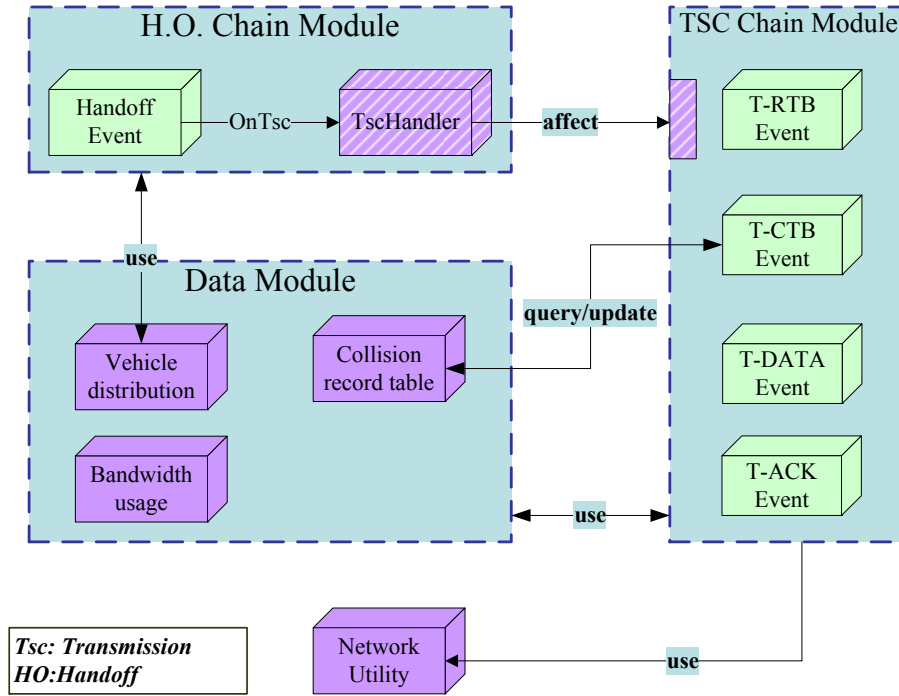 H.O. Chain Module
TSC Chain Module
Handoff
Event
OnTsc
TscHandler
affect
T-RTB
Event
use
T-CTB
Event
Data Module
query/update
Vehicle
distribution
Collision
record table
T-DATA
Event
Bandwidth
usage
T-ACK
Event
use
Tsc: Transmission
HO:Handoff
Network
Utility
use